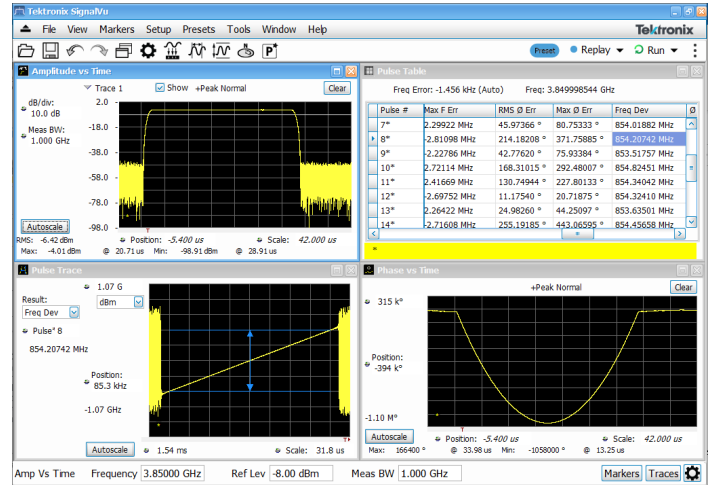 Tektronix SignalVu
File View Markers Setup Presets Tools Window Help
Tektronix
Preset Replay Run
Amplitude vs Time
Trace 1 Show +Peak Normal Clear
dB/div:
10.0 dB
Meas BW:
1.000 GHz
2.0
-18.0
-38.0
-58.0
-78.0
-98.0
Autoscale
RMS: -6.42 dBm
Position: -5.400 us Scale: 42.000 us
Max: -4.01 dBm @ 20.71 us Min: -98.91 dBm @ 28.91 us
Pulse Table
Freq Error: -1.456 kHz (Auto) Freq: 3.849998544 GHz
Pulse # Max F Err RMS Ø Err Max Ø Err Freq Dev Ø
7* 2.29922 MHz 45.97366 ° 80.75333 ° 854.01882 MHz
8* -2.81098 MHz 214.18208 ° 371.75885 ° 854.20742 MHz
9* -2.22786 MHz 42.77620 ° 75.93384 ° 853.51757 MHz
10* 2.72114 MHz 168.31015 ° 292.48007 ° 854.82451 MHz
11* 2.41669 MHz 130.74944 ° 227.80133 ° 854.34042 MHz
12* -2.69752 MHz 11.17540 ° 20.71875 ° 854.32410 MHz
13* 2.26422 MHz 24.98260 ° 44.25097 ° 853.63501 MHz
14* -2.71608 MHz 255.19185 ° 443.06595 ° 854.45658 MHz
*
Pulse Trace
Result:
Freq Dev
Pulse* 8
854.20742 MHz
1.07 G
dBm
Position:
85.3 kHz
-1.07 GHz
Autoscale
1.54 ms Scale: 31.8 us
Phase vs Time
+Peak Normal Clear
315 k°
Position:
-394 k°
-1.10 M°
Autoscale
Position: -5.400 us Scale: 42.000 us
Max: 166400 ° @ 33.98 us Min: -1058000 ° @ 13.25 us
Amp Vs Time Frequency 3.85000 GHz Ref Lev -8.00 dBm Meas BW 1.000 GHz Markers Traces